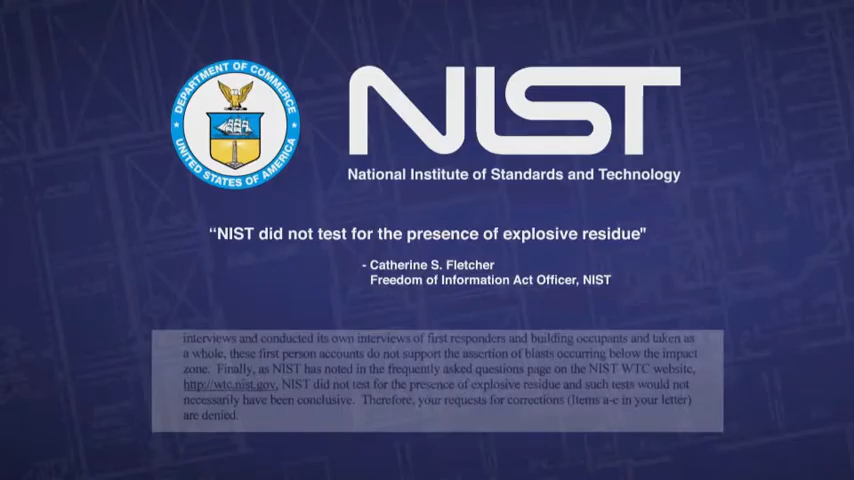 DEPARTMENT OF COMMERCE
UNITED STATES OF AMERICA
NIST
National Institute of Standards and Technology
“NIST did not test for the presence of explosive residue"
- Catherine S. Fletcher
Freedom of Information Act Officer, NIST
interviews and conducted its own interviews of first responders and building occupants and taken as
a whole, these first person accounts do not support the assertion of blasts occurring below the impact
zone. Finally, as NIST has noted in the frequently asked questions page on the NIST WTC website,
http://wtc.nist.gov, NIST did not test for the presence of explosive residue and such tests would not
necessarily have been conclusive. Therefore, your requests for corrections (Items a-c in your letter)
are denied.